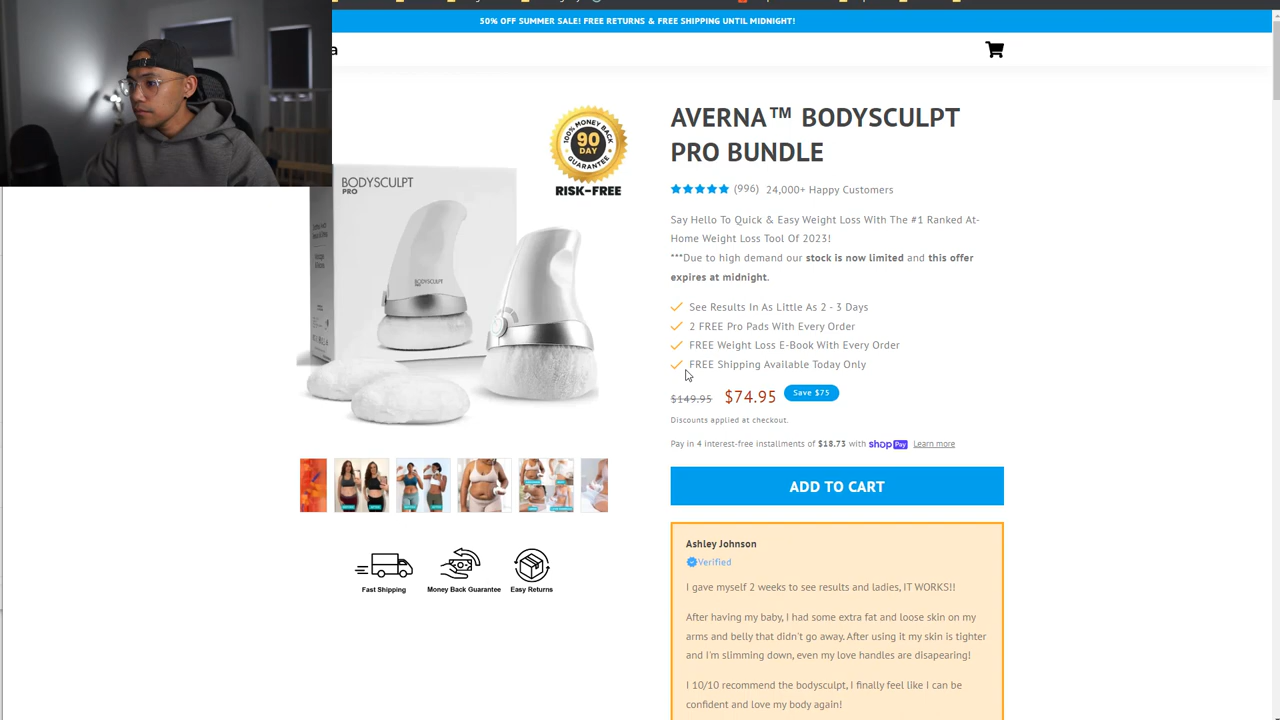 50% OFF SUMMER SALE! FREE RETURNS & FREE SHIPPING UNTIL MIDNIGHT!
a
100% MONEY BACK
90
DAY
GUARANTEE
RISK-FREE
BODYSCULPT
PRO
BODYSCULPT
AVERNA™ BODYSCULPT
PRO BUNDLE
(996) 24,000+ Happy Customers
Say Hello To Quick & Easy Weight Loss With The #1 Ranked At-
Home Weight Loss Tool Of 2023!
***Due to high demand our stock is now limited and this offer
expires at midnight.
See Results In As Little As 2 - 3 Days
2 FREE Pro Pads With Every Order
FREE Weight Loss E-Book With Every Order
FREE Shipping Available Today Only
$149.95 $74.95 Save $75
Discounts applied at checkout.
Pay in 4 interest-free installments of $18.73 with shop Pay Learn more
ADD TO CART
Fast Shipping
Money Back Guarantee
Easy Returns
Ashley Johnson
Verified
I gave myself 2 weeks to see results and ladies, IT WORKS!!
After having my baby, I had some extra fat and loose skin on my
arms and belly that didn't go away. After using it my skin is tighter
and I'm slimming down, even my love handles are disapearing!
I 10/10 recommend the bodysculpt, I finally feel like I can be
confident and love my body again!